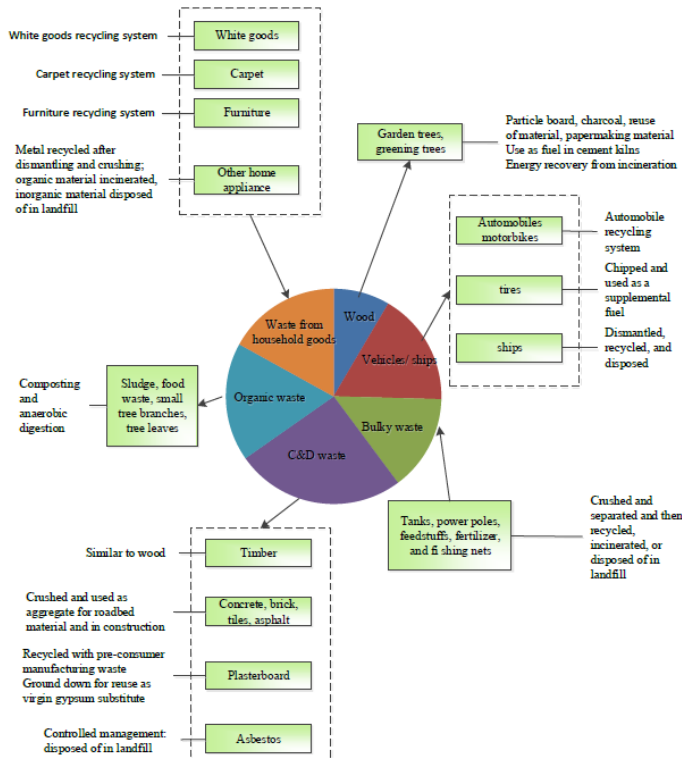 White goods recycling system
White goods
Carpet recycling system
Carpet
Furniture recycling system
Furniture
Metal recycled after
dismantling and crushing;
organic material incinerated,
inorganic material disposed
of in landfill
Other home
appliance
Garden trees,
greening trees
Particle board, charcoal, reuse
of material, papermaking material
Use as fuel in cement kilns
Energy recovery from incineration
Automobiles
motorbikes
Automobile
recycling
system
tires
Chipped and
used as a
supplemental
fuel
ships
Dismantled,
recycled, and
disposed
Waste from
household goods
Wood
Vehicles/ ships
Organic waste
Bulky waste
C&D waste
Composting
and
anaerobic
digestion
Sludge, food
waste, small
tree branches,
tree leaves
Tanks, power poles,
feedstuffs, fertilizer,
and fi shing nets
Crushed and
separated and then
recycled,
incinerated, or
disposed of in
landfill
Similar to wood
Timber
Crushed and used as
aggregate for roadbed
material and in construction
Concrete, brick,
tiles, asphalt
Recycled with pre-consumer
manufacturing waste
Ground down for reuse as
virgin gypsum substitute
Plasterboard
Controlled management:
disposed of in landfill
Asbestos